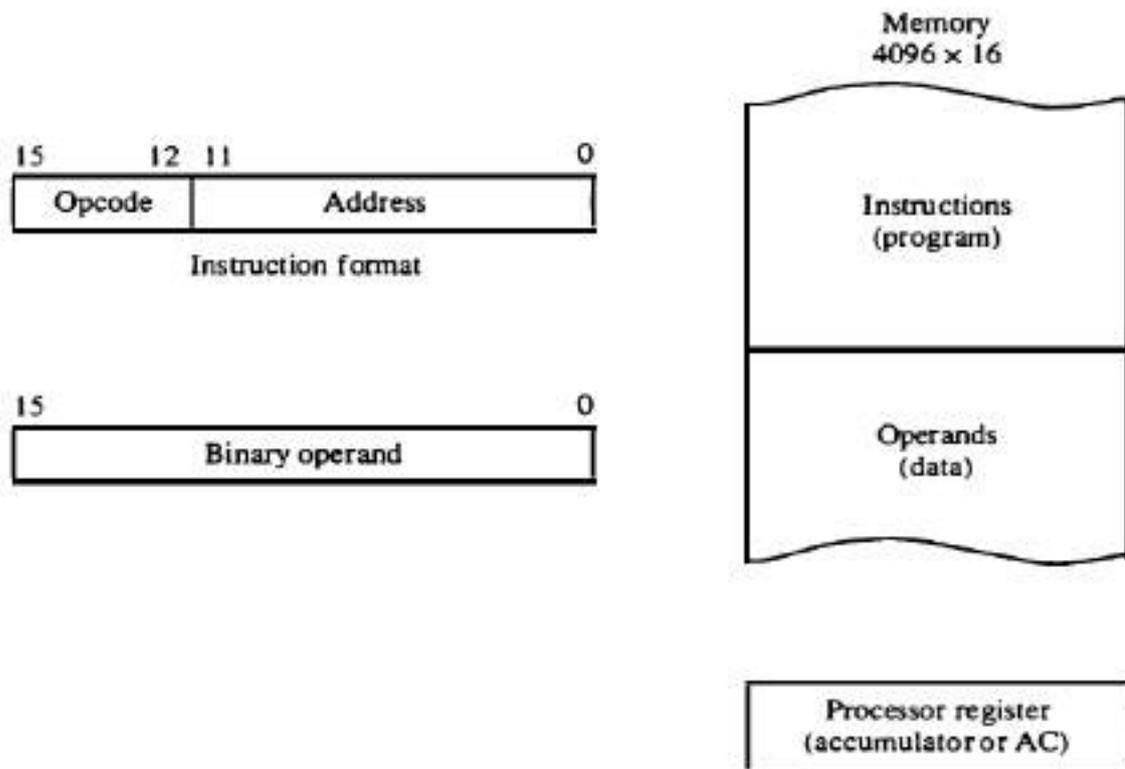 15 12 11 0
Opcode Address
Instruction format
15 0
Binary operand
Memory
4096 × 16
Instructions
(program)
Operands
(data)
Processor register
(accumulator or AC)